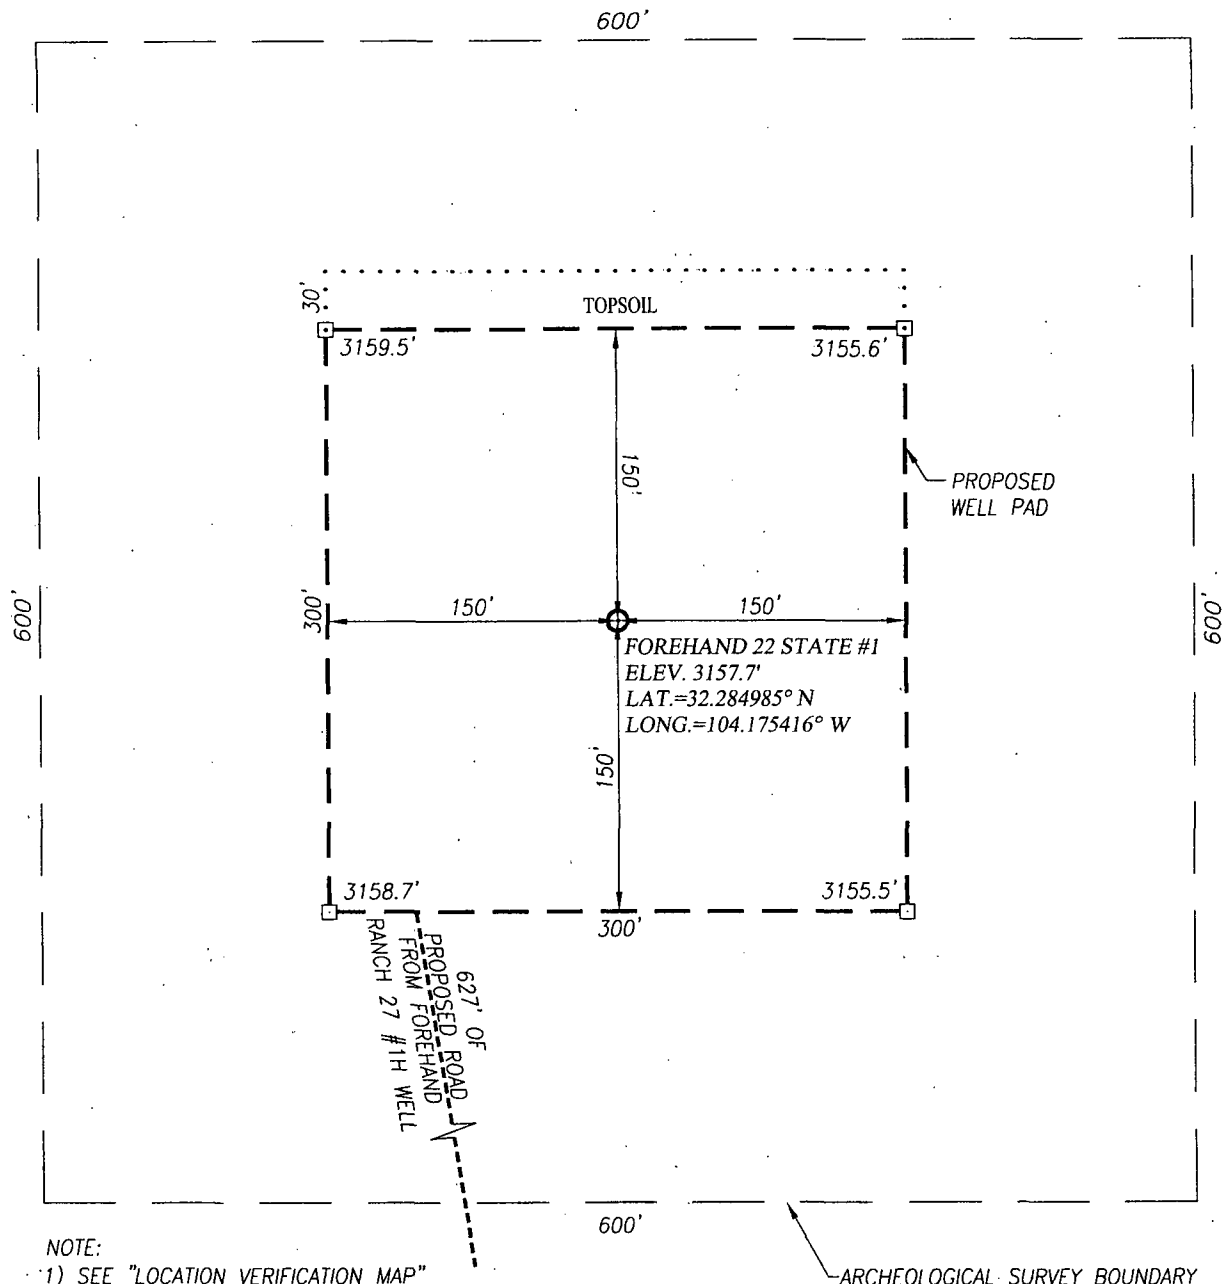 600'
30'
TOPSOIL
3159.5'
3155.6'
150'
PROPOSED
WELL PAD
600'
300'
150'
150'
600'
FOREHAND 22 STATE #1
ELEV. 3157.7'
LAT.=32.284985° N
LONG.=104.175416° W
150'
3158.7'
3155.5'
300'
627' OF
PROPOSED ROAD
FROM FOREHAND
RANCH 27 #1H WELL
600'
NOTE:
1) SEE "LOCATION VERIFICATION MAP"
ARCHEOLOGICAL SURVEY BOUNDARY